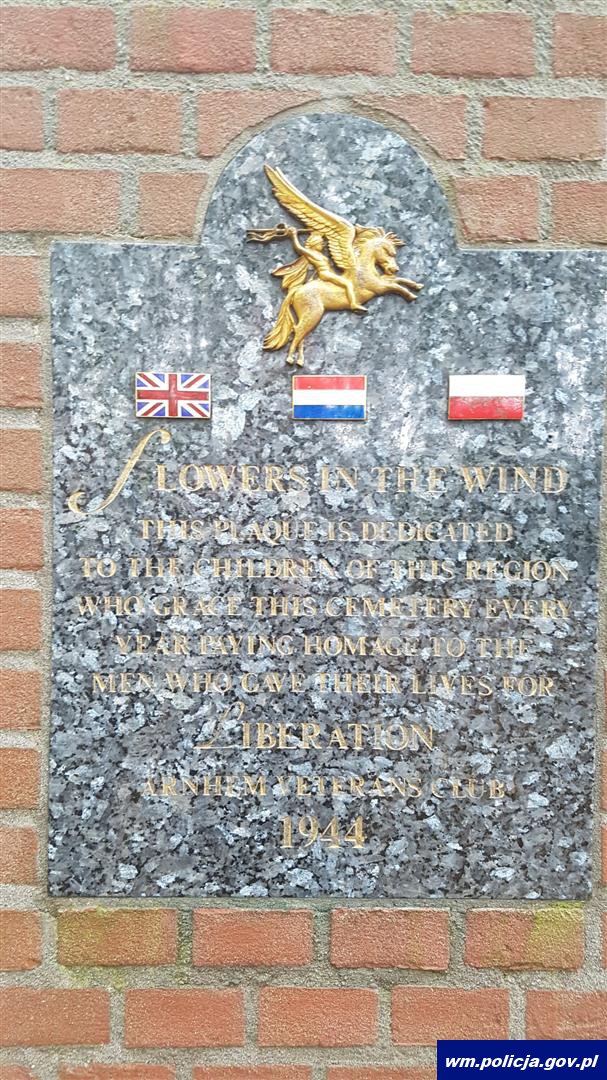 FLOWERS IN THE WIND
THIS PLAQUE IS DEDICATED
TO THE CHILDREN OF THIS REGION
WHO GRACE THIS CEMETERY EVERY
YEAR PAYING HOMAGE TO THE
MEN WHO GAVE THEIR LIVES FOR
LIBERATION
ARNHEM VETERANS CLUB
1944
wm.policja.gov.pl